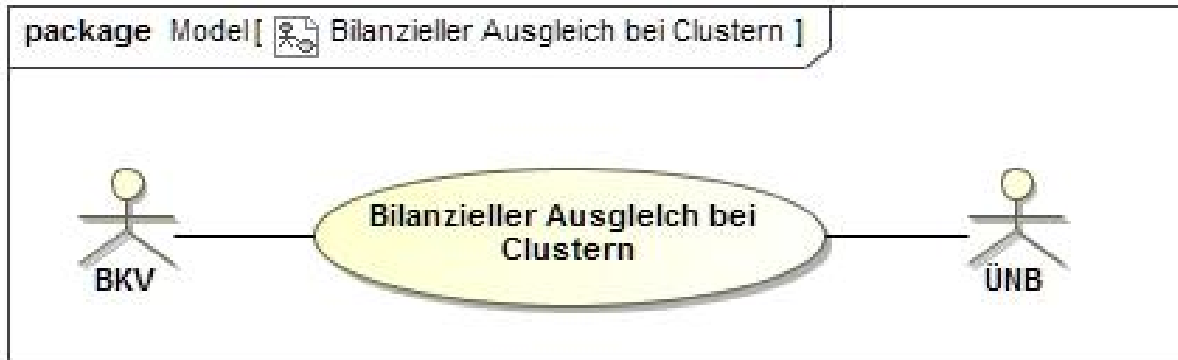 package Model[ Bilanzieller Ausgleich bei Clustern ]
Bilanzieller Ausgleich bei
Clustern
BKV
ÜNB